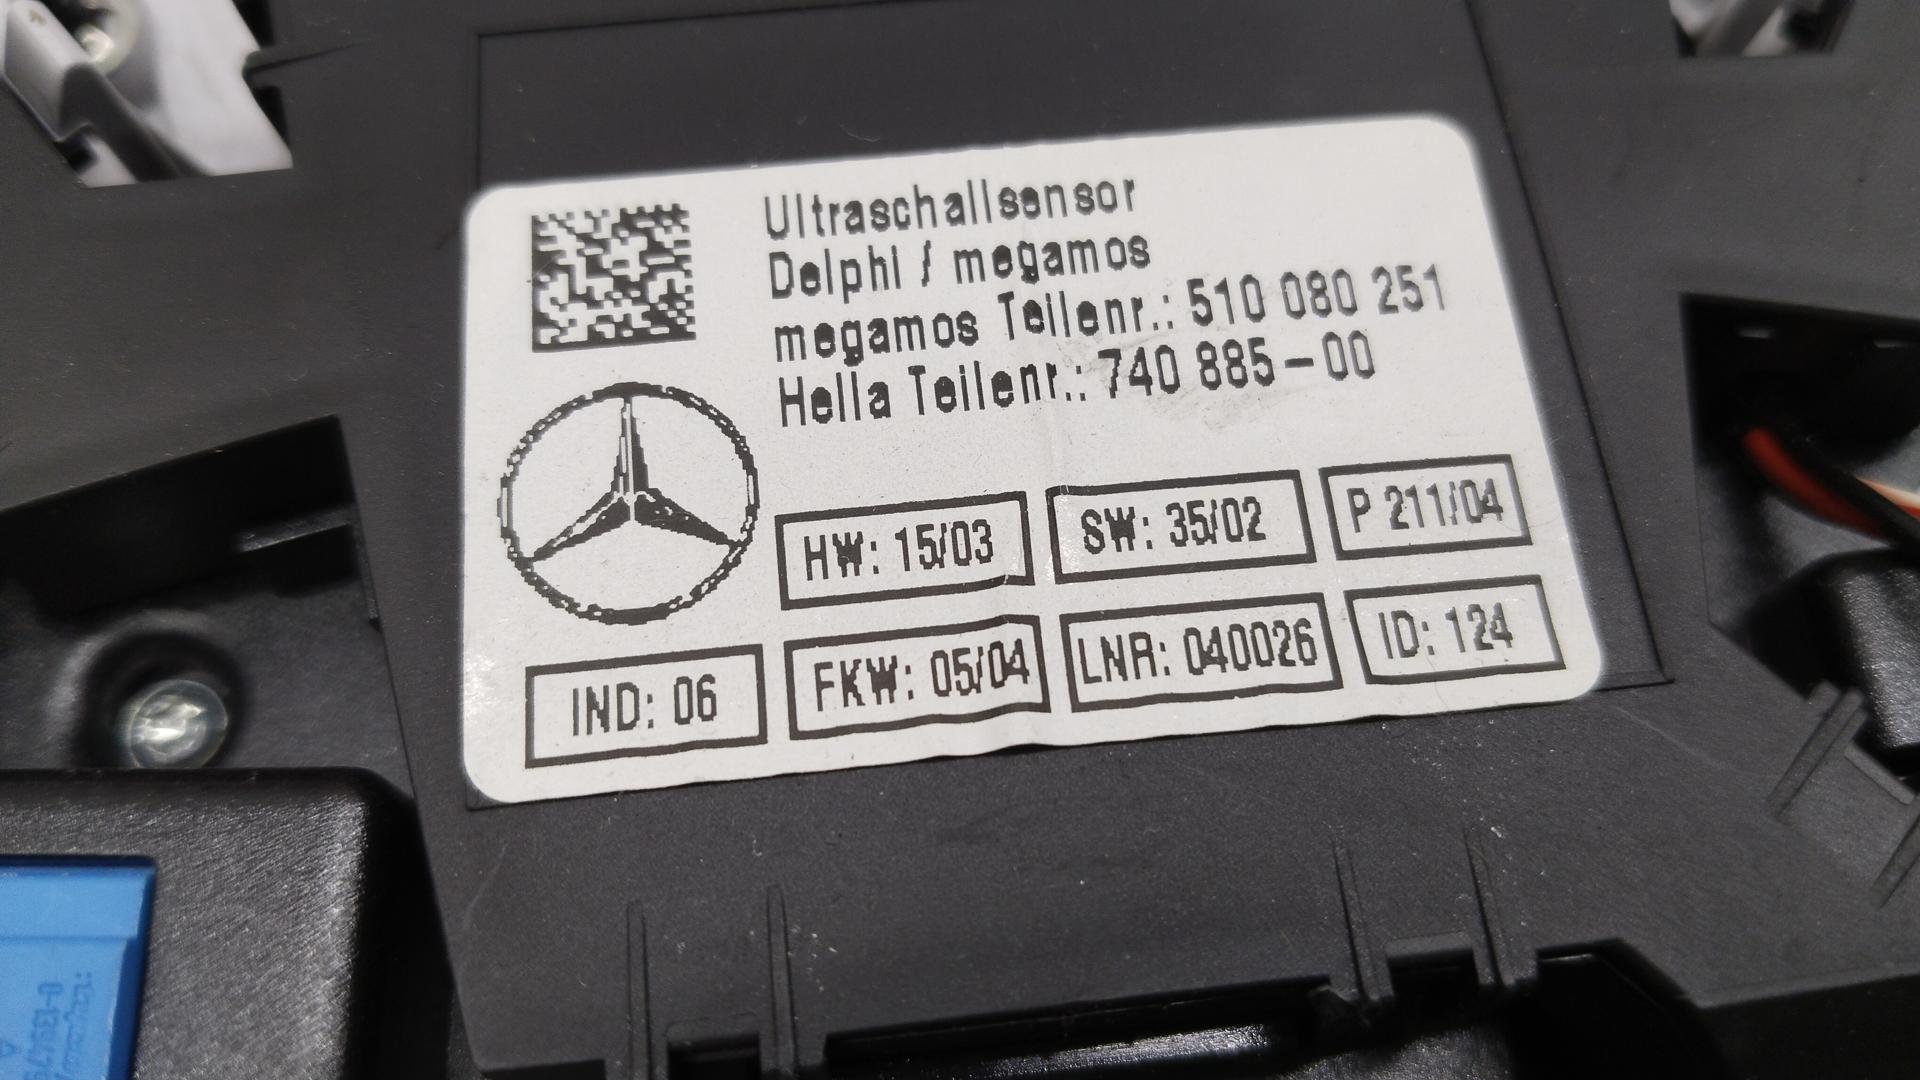 Ultraschallsensor
Delphi / megamos
megamos Teilenr.: 510 080 251
Hella Teilenr.: 740 885-00
HW: 15/03
SW: 35/02
P 211/04
IND: 06
FKW: 05/04
LNR: 040026
ID: 124